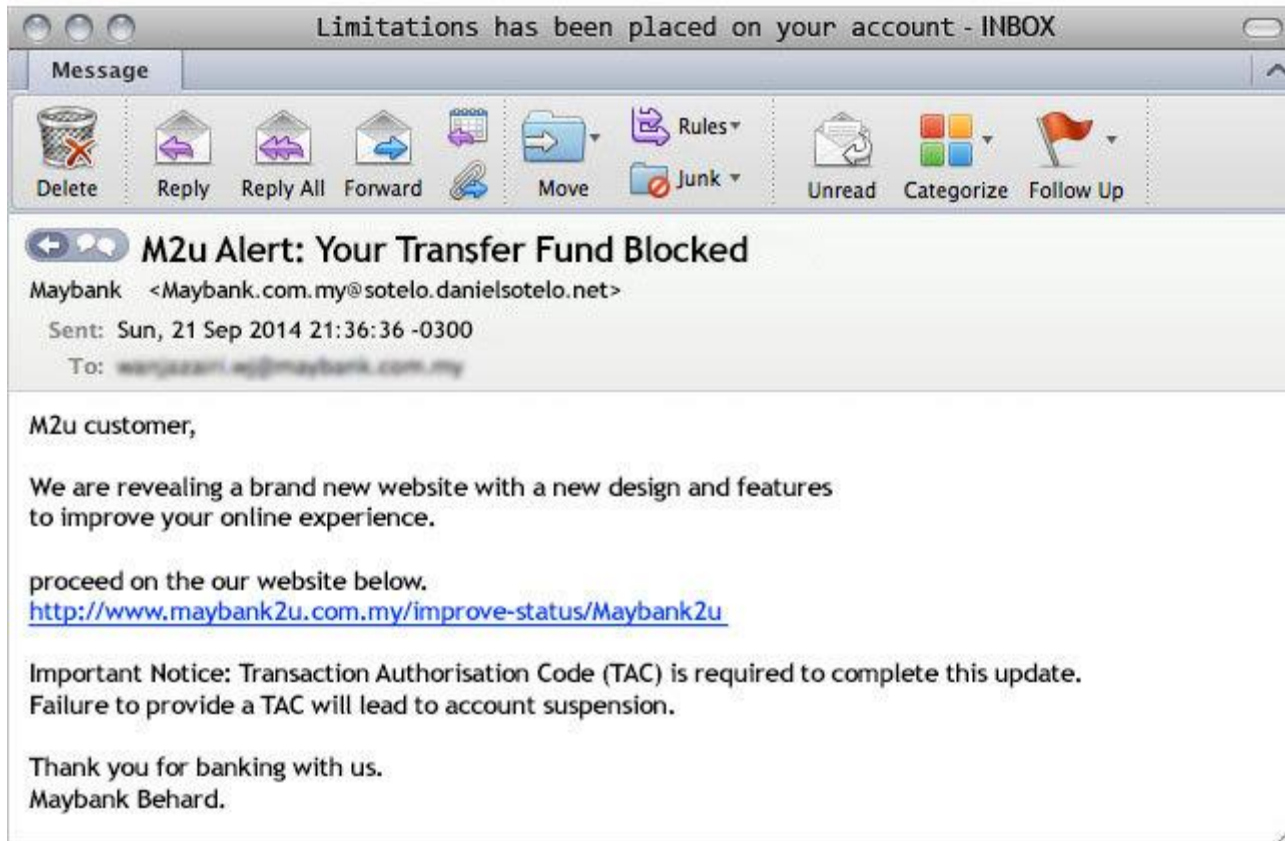 Limitations has been placed on your account - INBOX
Message
Delete
Reply
Reply All
Forward
Move
Rules
Junk
Unread
Categorize
Follow Up
M2u Alert: Your Transfer Fund Blocked
Maybank <Maybank.com.my@sotelo.danielsotelo.net>
Sent: Sun, 21 Sep 2014 21:36:36 -0300
To:
M2u customer,
We are revealing a brand new website with a new design and features
to improve your online experience.
proceed on the our website below.
http://www.maybank2u.com.my/improve-status/Maybank2u
Important Notice: Transaction Authorisation Code (TAC) is required to complete this update.
Failure to provide a TAC will lead to account suspension.
Thank you for banking with us.
Maybank Behard.